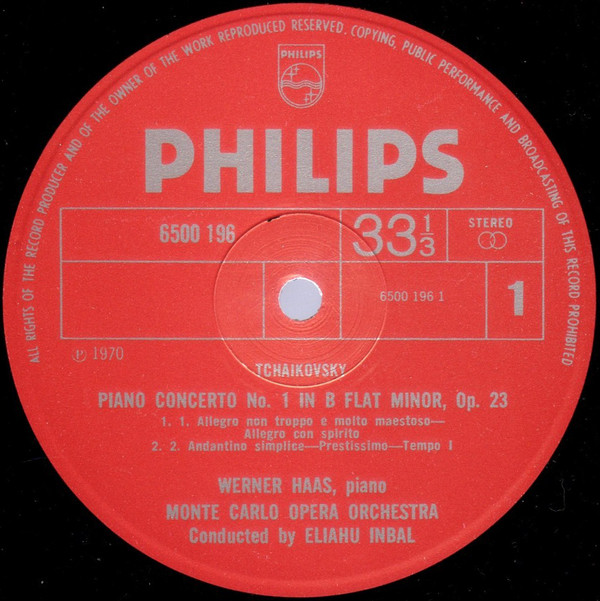 ALL RIGHTS OF THE RECORD PRODUCER AND OF THE OWNER OF THE WORK REPRODUCED RESERVED. COPYING, PUBLIC PERFORMANCE AND BROADCASTING OF THIS RECORD PROHIBITED
PHILIPS
PHILIPS
6500 196
33 1/3
STEREO
6500 196 1
1
Ⓟ 1970
TCHAIKOVSKY
PIANO CONCERTO No. 1 IN B FLAT MINOR, Op. 23
1. 1. Allegro non troppo e molto maestoso—
Allegro con spirito
2. 2. Andantino simplice—Prestissimo—Tempo I
WERNER HAAS, piano
MONTE CARLO OPERA ORCHESTRA
Conducted by ELIAHU INBAL